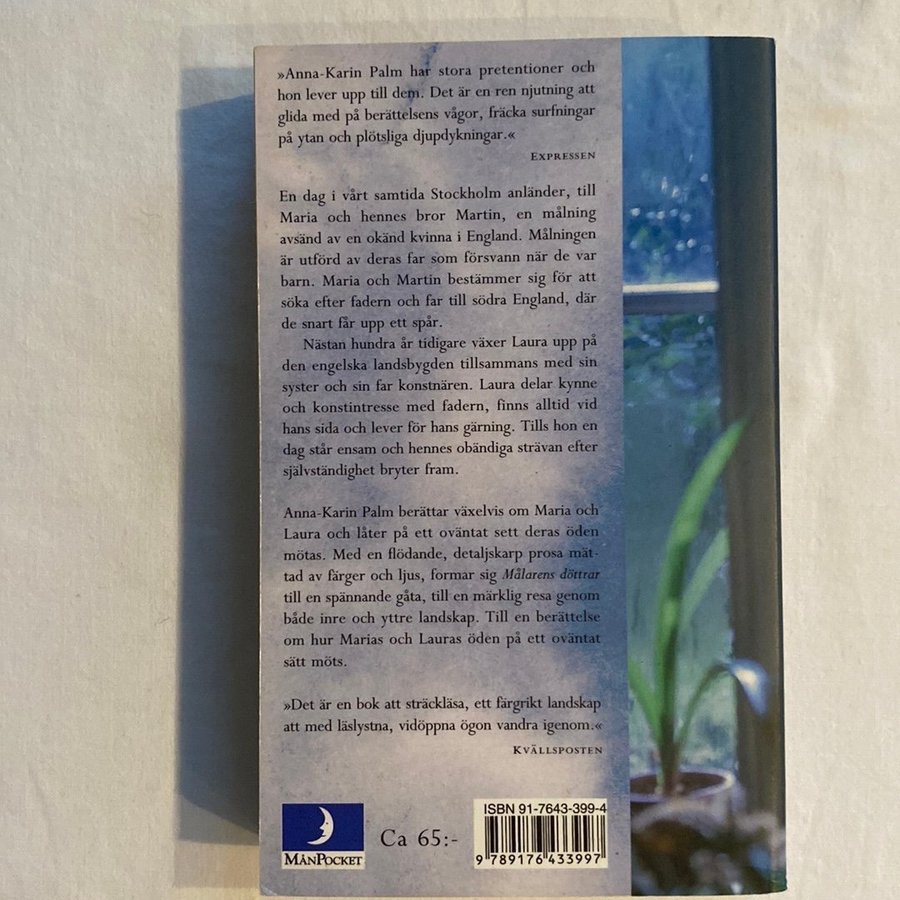 »Anna-Karin Palm har stora pretentioner och
hon lever upp till dem. Det är en ren njutning att
glida med på berättelsens vågor, fräcka surfningar
på ytan och plötsliga djupdykningar.«
EXPRESSEN
En dag i vårt samtida Stockholm anländer, till
Maria och hennes bror Martin, en målning
avsänd av en okänd kvinna i England. Målningen
är utförd av deras far som försvann när de var
barn. Maria och Martin bestämmer sig för att
söka efter fadern och far till södra England, där
de snart får upp ett spår.
Nästan hundra år tidigare växer Laura upp på
den engelska landsbygden tillsammans med sin
syster och sin far konstnären. Laura delar kynne
och konstintresse med fadern, finns alltid vid
hans sida och lever för hans gärning. Tills hon en
dag står ensam och hennes obändiga strävan efter
självständighet bryter fram.
Anna-Karin Palm berättar växelvis om Maria och
Laura och låter på ett oväntat sett deras öden
mötas. Med en flödande, detaljskarp prosa mät-
tad av färger och ljus, formar sig Målarens döttrar
till en spännande gåta, till en märklig resa genom
både inre och yttre landskap. Till en berättelse
om hur Marias och Lauras öden på ett oväntat
sätt möts.
»Det är en bok att sträckläsa, ett färgrikt landskap
att med läslystna, vidöppna ögon vandra igenom.«
KVÄLLSPOSTEN
MÅNPOCKET
Ca 65:-
ISBN 91-7643-399-4
9 789176 433997